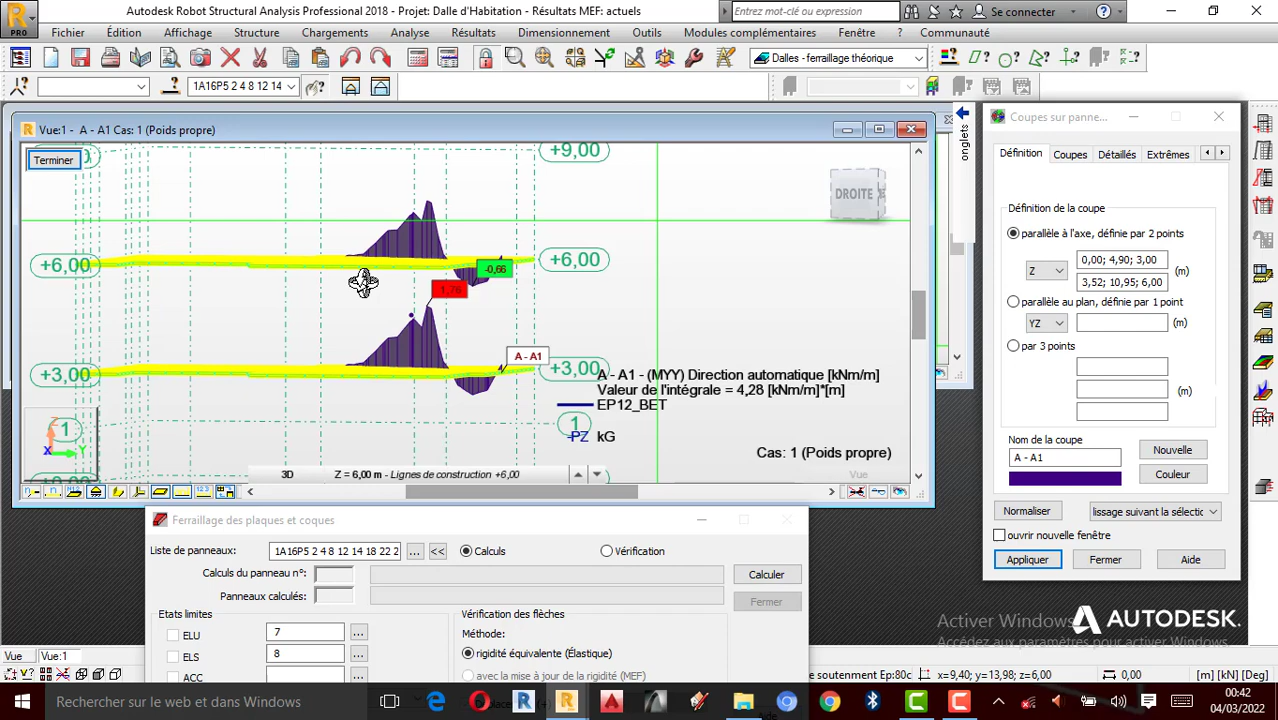 Autodesk Robot Structural Analysis Professional 2018 - Projet: Dalle d'Habitation - Résultats MEF: actuels
Entrez mot-clé ou expression
Se connecter
PRO
Fichier Édition Affichage Structure Chargements Analyse Résultats Dimensionnement Outils Modules complémentaires Fenêtre ? Communauté
Dalles - ferraillage théorique
1A16P5 2 4 8 12 14
Vue:1 - A - A1 Cas: 1 (Poids propre)
Terminer
+9,00
DROITE
+6,00
+6,00
-0,66
1,76
A - A1
+3,00
+3,00
A - A1 - (MYY) Direction automatique [kNm/m]
Valeur de l'intégrale = 4,28 [kNm/m]*[m]
EP12_BET
1
1
-PZ kG
Z
X Y
Cas: 1 (Poids propre)
3D Z = 6,00 m - Lignes de construction +6,00
Vue
onglets
Coupes sur panne...
Définition Coupes Détaillés Extrêmes
Définition de la coupe
parallèle à l'axe, définie par 2 points
Z
0,00; 4,90; 3,00
(m)
3,52; 10,95; 6,00
parallèle au plan, définie par 1 point
YZ
(m)
par 3 points
(m)
Nom de la coupe
A - A1
Nouvelle
Couleur
Normaliser
lissage suivant la sélectic
ouvrir nouvelle fenêtre
Appliquer Fermer Aide
Ferraillage des plaques et coques
Liste de panneaux: 1A16P5 2 4 8 12 14 18 22 2 ... << Calculs Vérification
Calculs du panneau n°:
Calculer
Panneaux calculés:
Fermer
Etats limites
Vérification des flèches
ELU 7 ...
Méthode:
ELS 8 ...
rigidité équivalente (Élastique)
ACC ...
avec la mise à jour de la rigidité (MEF)
Activer Windows
AUTODESK.
Accédez aux paramètres pour activer Windows.
Vue Vue:1
soutenement Ep:80c
x=9,40; y=13,98; z=6,00
0,00
[m] [kN] [Deg]
Rechercher sur le web et dans Windows
Aide
00:42
04/03/2022